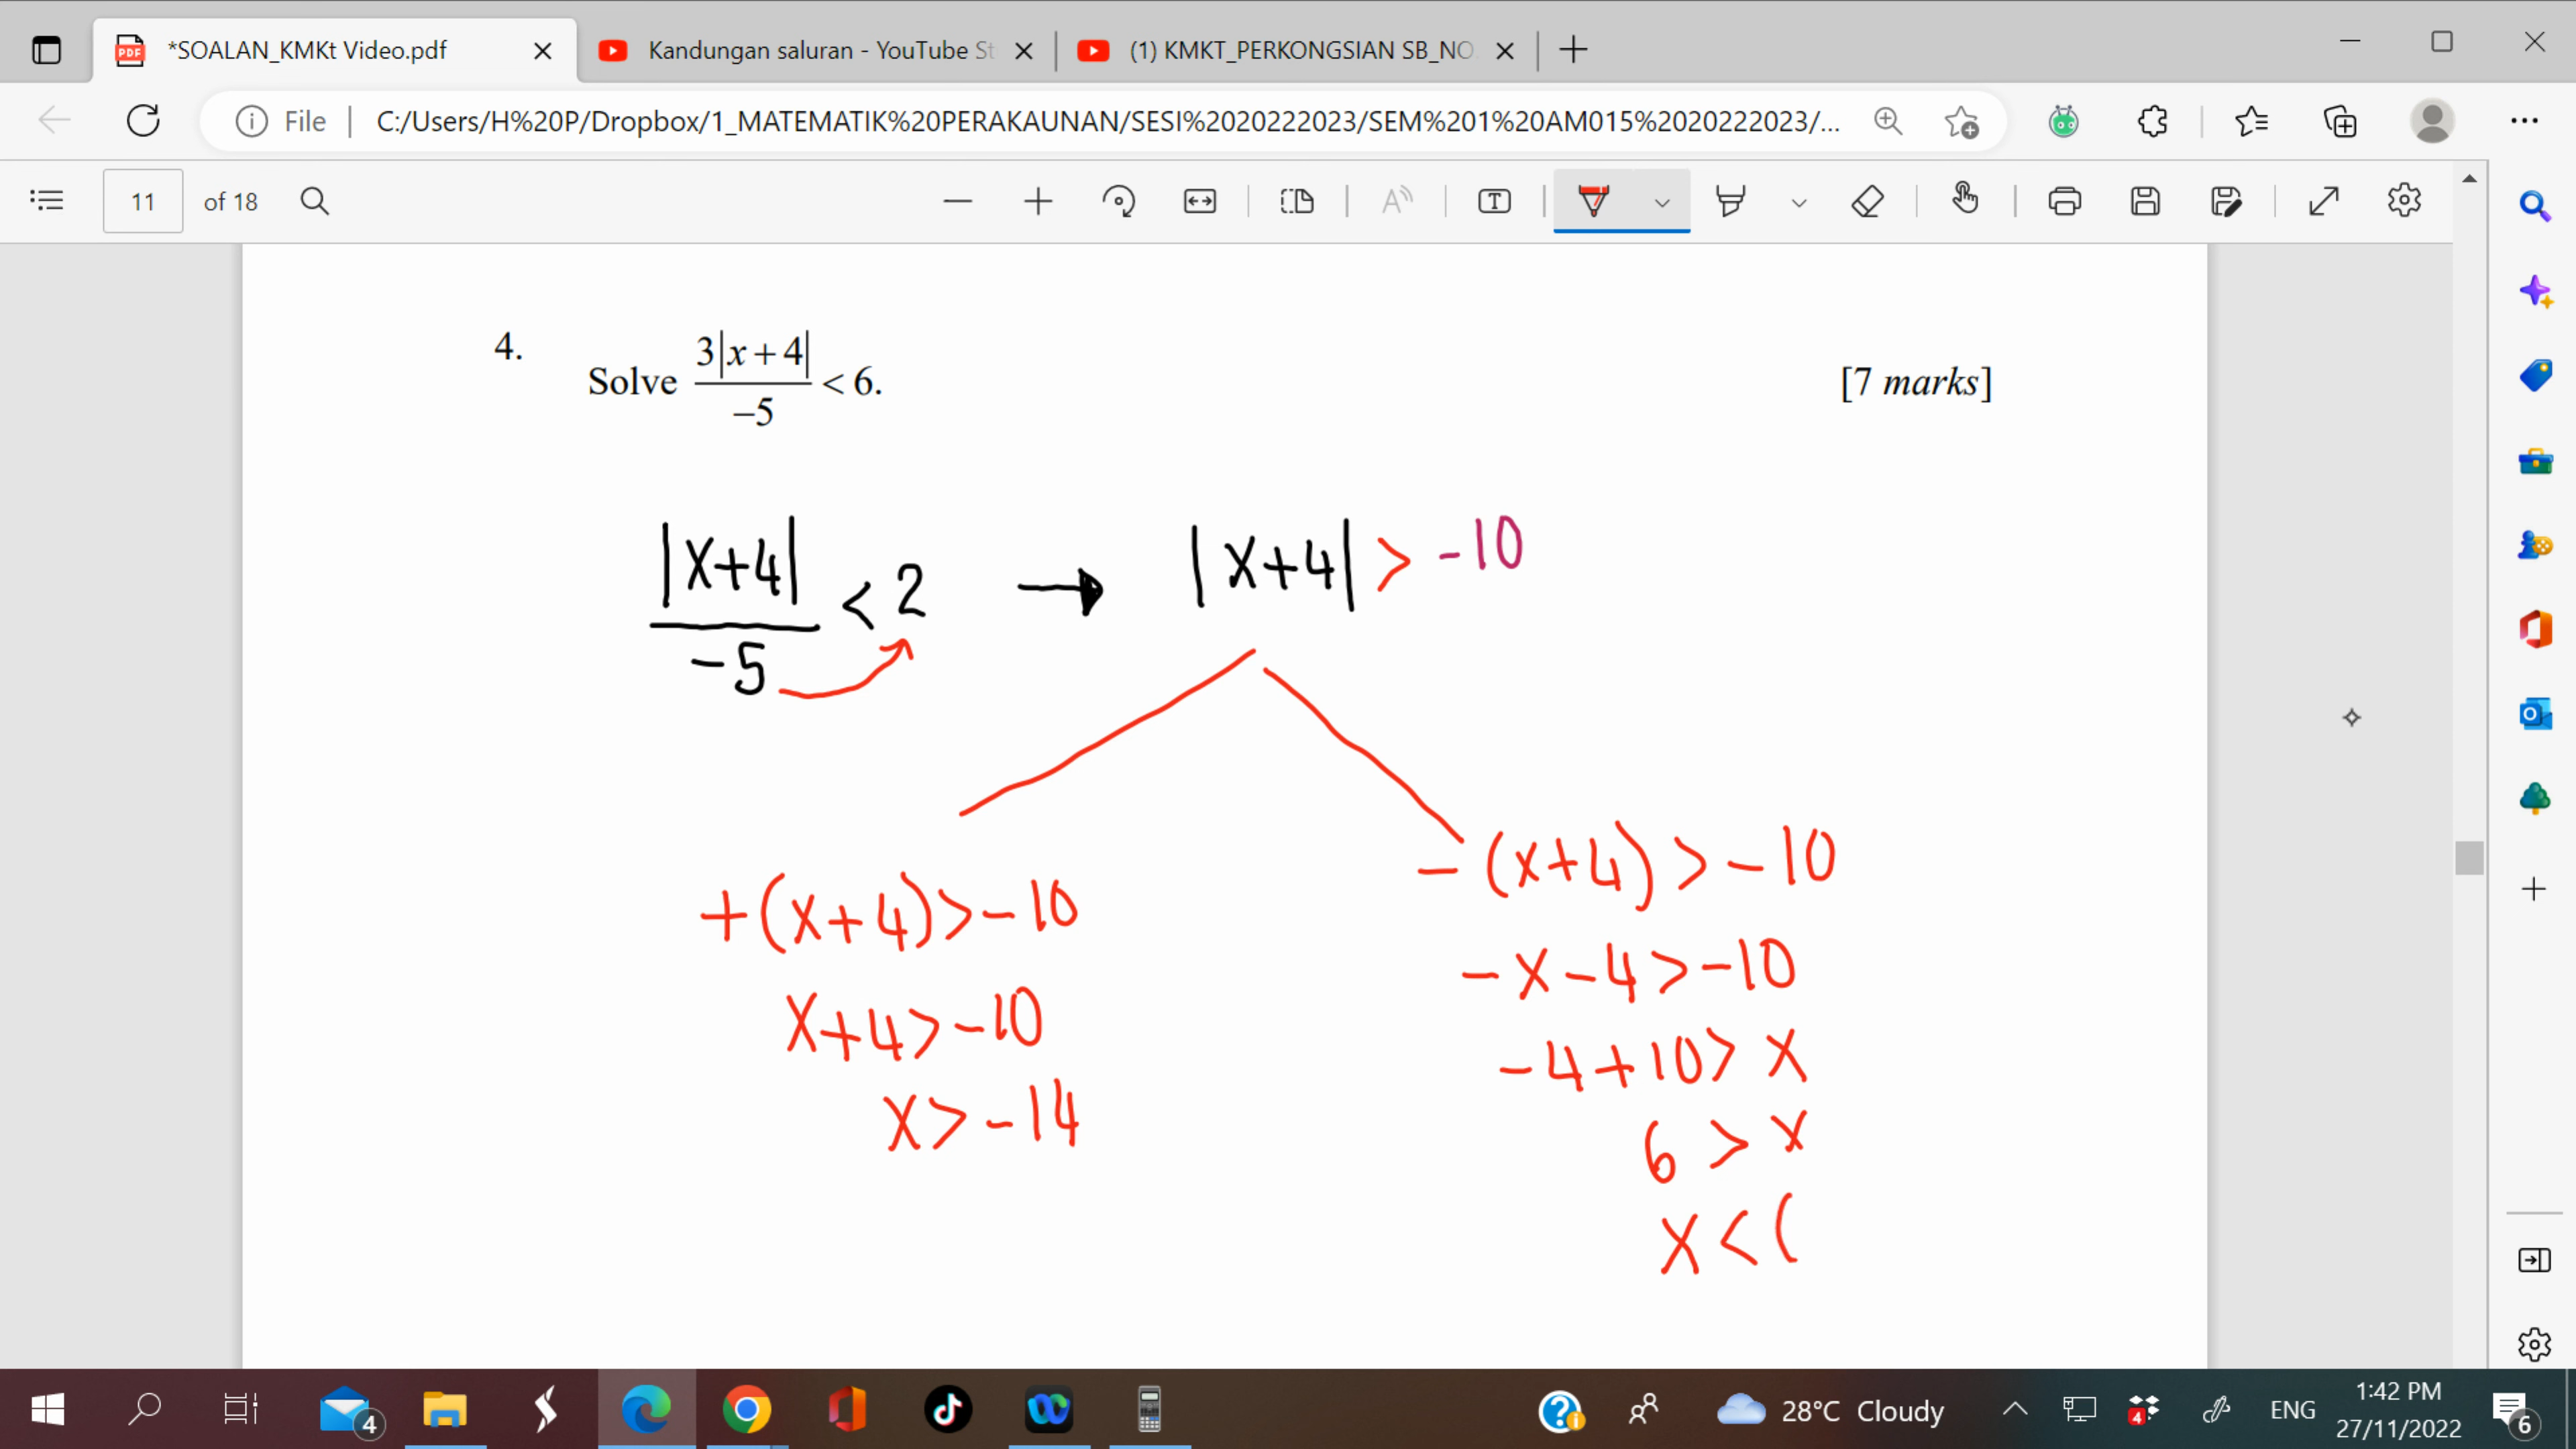 *SOALAN_KMKt Video.pdf
Kandungan saluran - YouTube St
(1) KMKT_PERKONGSIAN SB_NO
File
C:/Users/H%20P/Dropbox/1_MATEMATIK%20PERAKAUNAN/SESI%2020222023/SEM%201%20AM015%2020222023/...
11 of 18
4.
Solve 3|x+4| / −5 < 6. [7 marks]
|x+4| / -5 < 2 → |x+4| > -10
+(x+4)>-10
x+4>-10
x>-14
-(x+4)>-10
-x-4>-10
-4+10>x
6 > x
x<(
4
28°C Cloudy
4
ENG
1:42 PM
27/11/2022
6